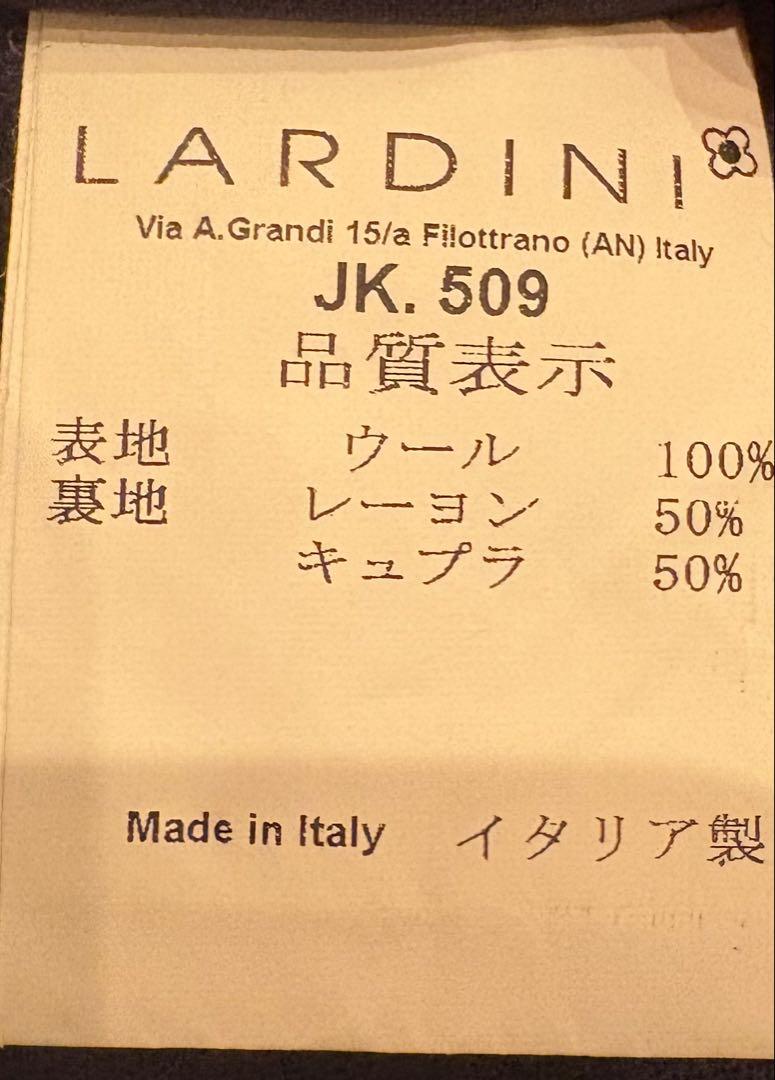 LARDINI
Via A.Grandi 15/a Filottrano (AN) Italy
JK. 509
品質表示
表地 ウール 100%
裏地 レーヨン 50%
キュプラ 50%
Made in Italy イタリア製